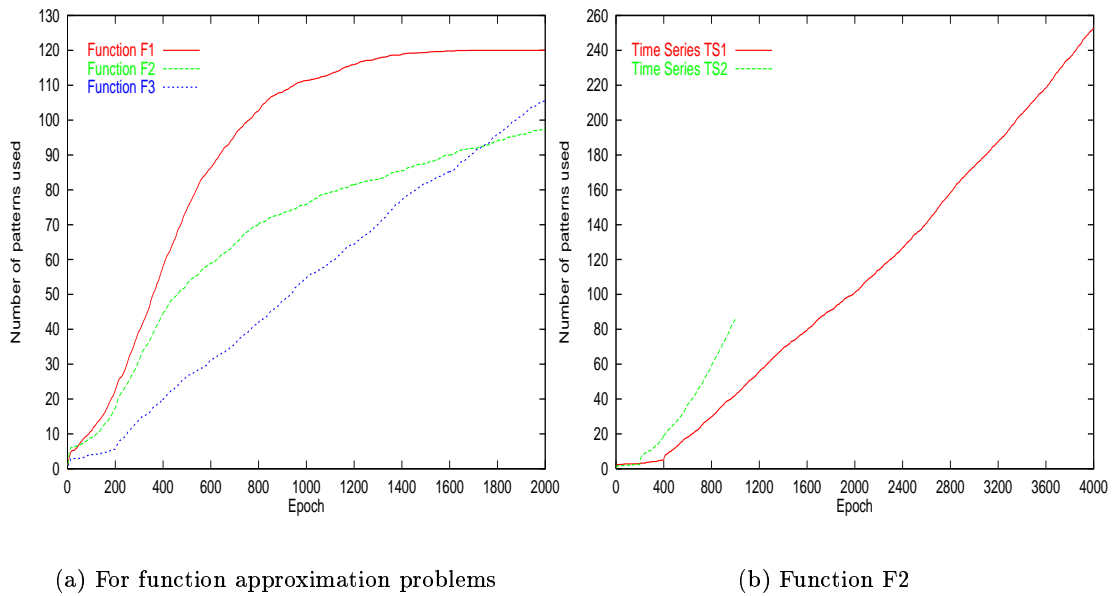 130
120
110
100
90
80
70
60
50
40
30
20
10
0
Number of patterns used
Function F1
Function F2
Function F3
0 200 400 600 800 1000 1200 1400 1600 1800 2000
Epoch
(a) For function approximation problems
260
240
220
200
180
160
140
120
100
80
60
40
20
0
Number of patterns used
Time Series TS1
Time Series TS2
0 400 800 1200 1600 2000 2400 2800 3200 3600 4000
Epoch
(b) Function F2